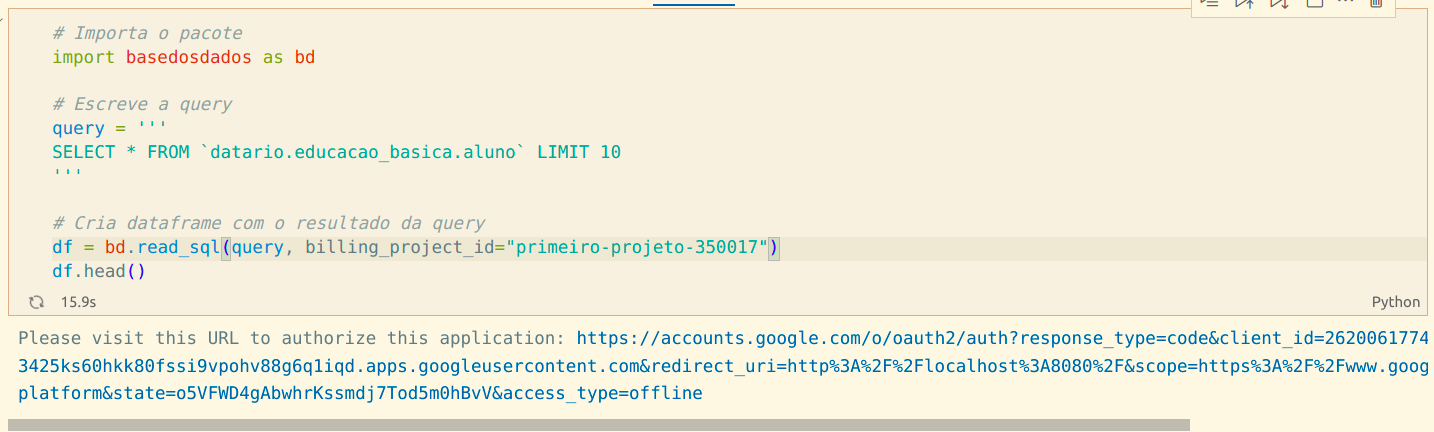 # Importa o pacote
import basedosdados as bd
# Escreve a query
query = '''
SELECT * FROM `datario.educacao_basica.aluno` LIMIT 10
'''
# Cria dataframe com o resultado da query
df = bd.read_sql(query, billing_project_id="primeiro-projeto-350017")
df.head()
15.9s
Python
Please visit this URL to authorize this application: https://accounts.google.com/o/oauth2/auth?response_type=code&client_id=2620061774
3425ks60hkk80fssi9vpohv88g6q1iqd.apps.googleusercontent.com&redirect_uri=http%3A%2F%2Flocalhost%3A8080%2F&scope=https%3A%2F%2Fwww.goog
platform&state=o5VFWD4gAbwhrKssmdj7Tod5m0hBvV&access_type=offline